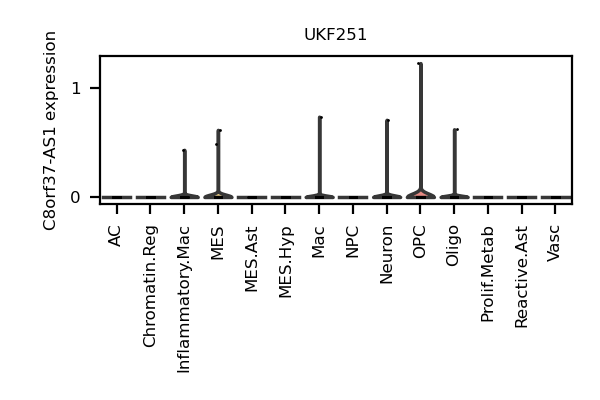 UKF251
C8orf37-AS1 expression
1
0
AC
Chromatin.Reg
Inflammatory.Mac
MES
MES.Ast
MES.Hyp
Mac
NPC
Neuron
OPC
Oligo
Prolif.Metab
Reactive.Ast
Vasc